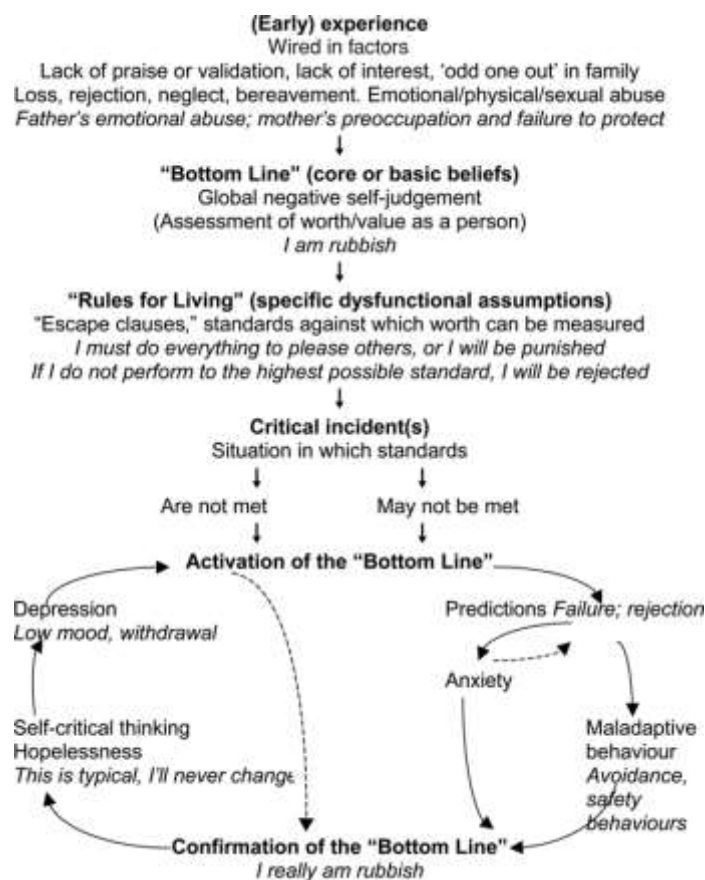 (Early) experience
Wired in factors
Lack of praise or validation, lack of interest, ‘odd one out’ in family
Loss, rejection, neglect, bereavement. Emotional/physical/sexual abuse
Father’s emotional abuse; mother’s preoccupation and failure to protect
“Bottom Line” (core or basic beliefs)
Global negative self-judgement
(Assessment of worth/value as a person)
I am rubbish
“Rules for Living” (specific dysfunctional assumptions)
“Escape clauses,” standards against which worth can be measured
I must do everything to please others, or I will be punished
If I do not perform to the highest possible standard, I will be rejected
Critical incident(s)
Situation in which standards
Are not met
May not be met
Activation of the “Bottom Line”
Depression
Low mood, withdrawal
Predictions Failure; rejection
Anxiety
Self-critical thinking
Hopelessness
This is typical, I’ll never change
Maladaptive
behaviour
Avoidance,
safety
behaviours
Confirmation of the “Bottom Line”
I really am rubbish